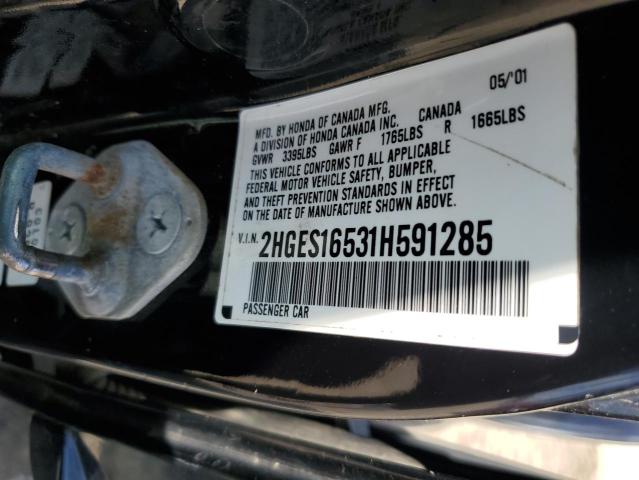 05/'01
MFD. BY HONDA OF CANADA MFG.
A DIVISION OF HONDA CANADA INC. CANADA
GVWR 3395LBS GAWR F 1765LBS R 1665LBS
THIS VEHICLE CONFORMS TO ALL APPLICABLE
FEDERAL MOTOR VEHICLE SAFETY, BUMPER,
AND THEFT PREVENTION STANDARDS IN EFFECT
ON THE DATE OF MANUFACTURE SHOWN ABOVE.
V.I.N. 2HGES16531H591285
PASSENGER CAR